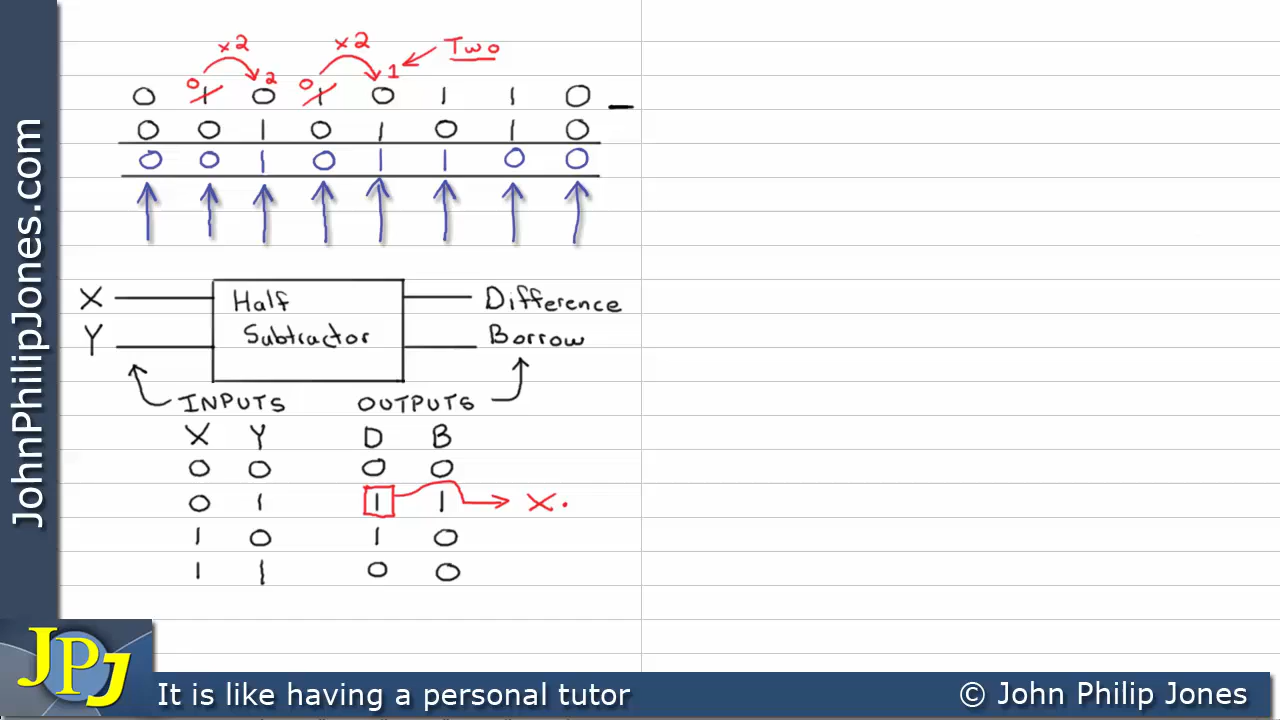 x2 x2 Two
0 2 0 1
0 1 0 1 0 1 1 0 –
0 0 1 0 1 0 1 0
0 0 1 0 1 1 0 0
X Half Difference
Y Subtractor Borrow
INPUTS OUTPUTS
X Y D B
0 0 0 0
0 1 1 1 X.
1 0 1 0
1 1 0 0
JohnPhilipJones.com
JPJ It is like having a personal tutor © John Philip Jones